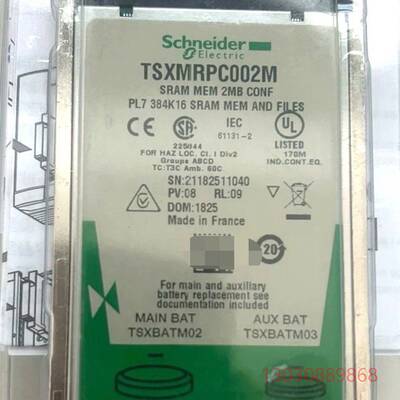 Schneider
Electric
TSXMRPC002M
SRAM MEM 2MB CONF
PL7 384K16 SRAM MEM AND FILES
CE
IEC
61131-2
225044
UL
LISTED
178M
IND.CONT.EQ.
FOR HAZ LOC. Cl. I Div2
Groups ABCD
TC:T3C Amb. 60C
SN:21182511040
PV:08 RL:09
DOM:1825
Made in France
20
For main and auxiliary
battery replacement see
documentation included
MAIN BAT
TSXBATM02
AUX BAT
TSXBATM03
13030889868